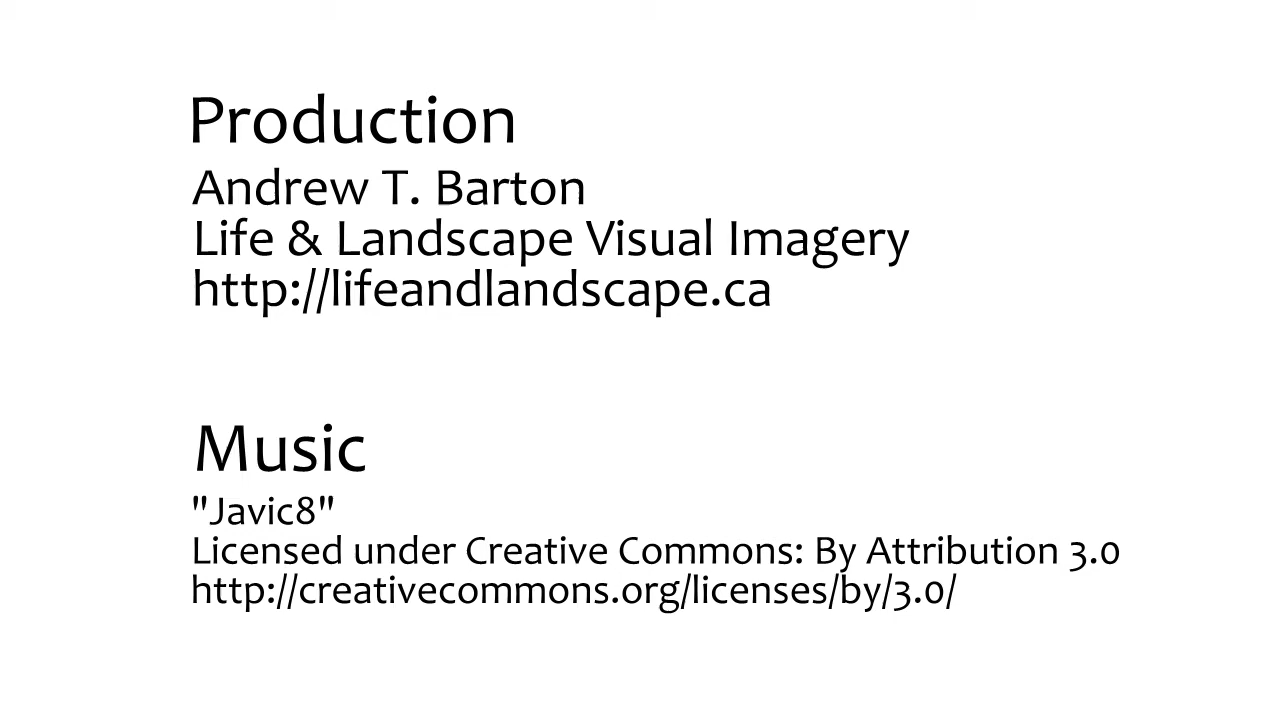 Production
Andrew T. Barton
Life & Landscape Visual Imagery
http://lifeandlandscape.ca
Music
"Javic8"
Licensed under Creative Commons: By Attribution 3.0
http://creativecommons.org/licenses/by/3.0/